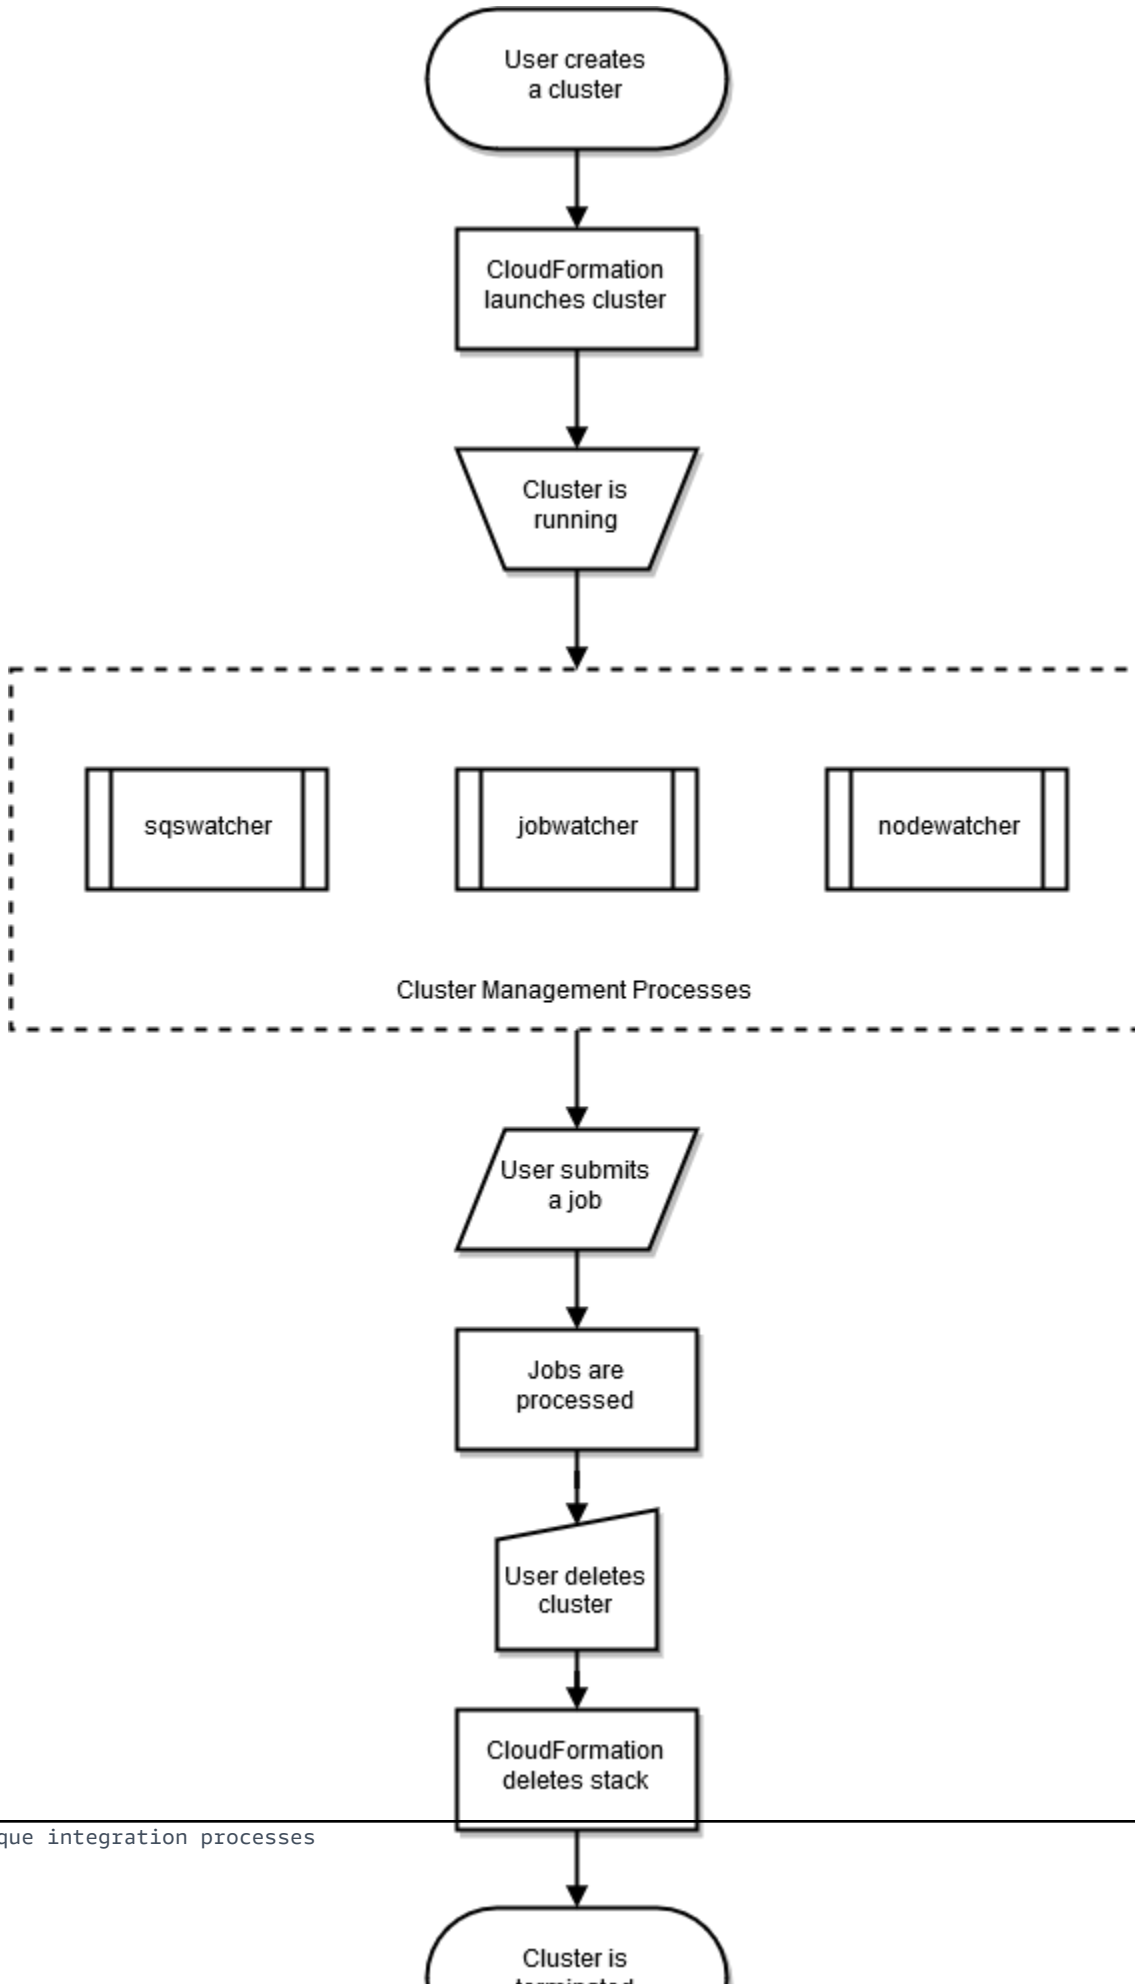 User creates
a cluster
CloudFormation
launches cluster
Cluster is
running
sqswatcher
jobwatcher
nodewatcher
Cluster Management Processes
User submits
a job
Jobs are
processed
User deletes
cluster
CloudFormation
deletes stack
integration processes
Cluster is